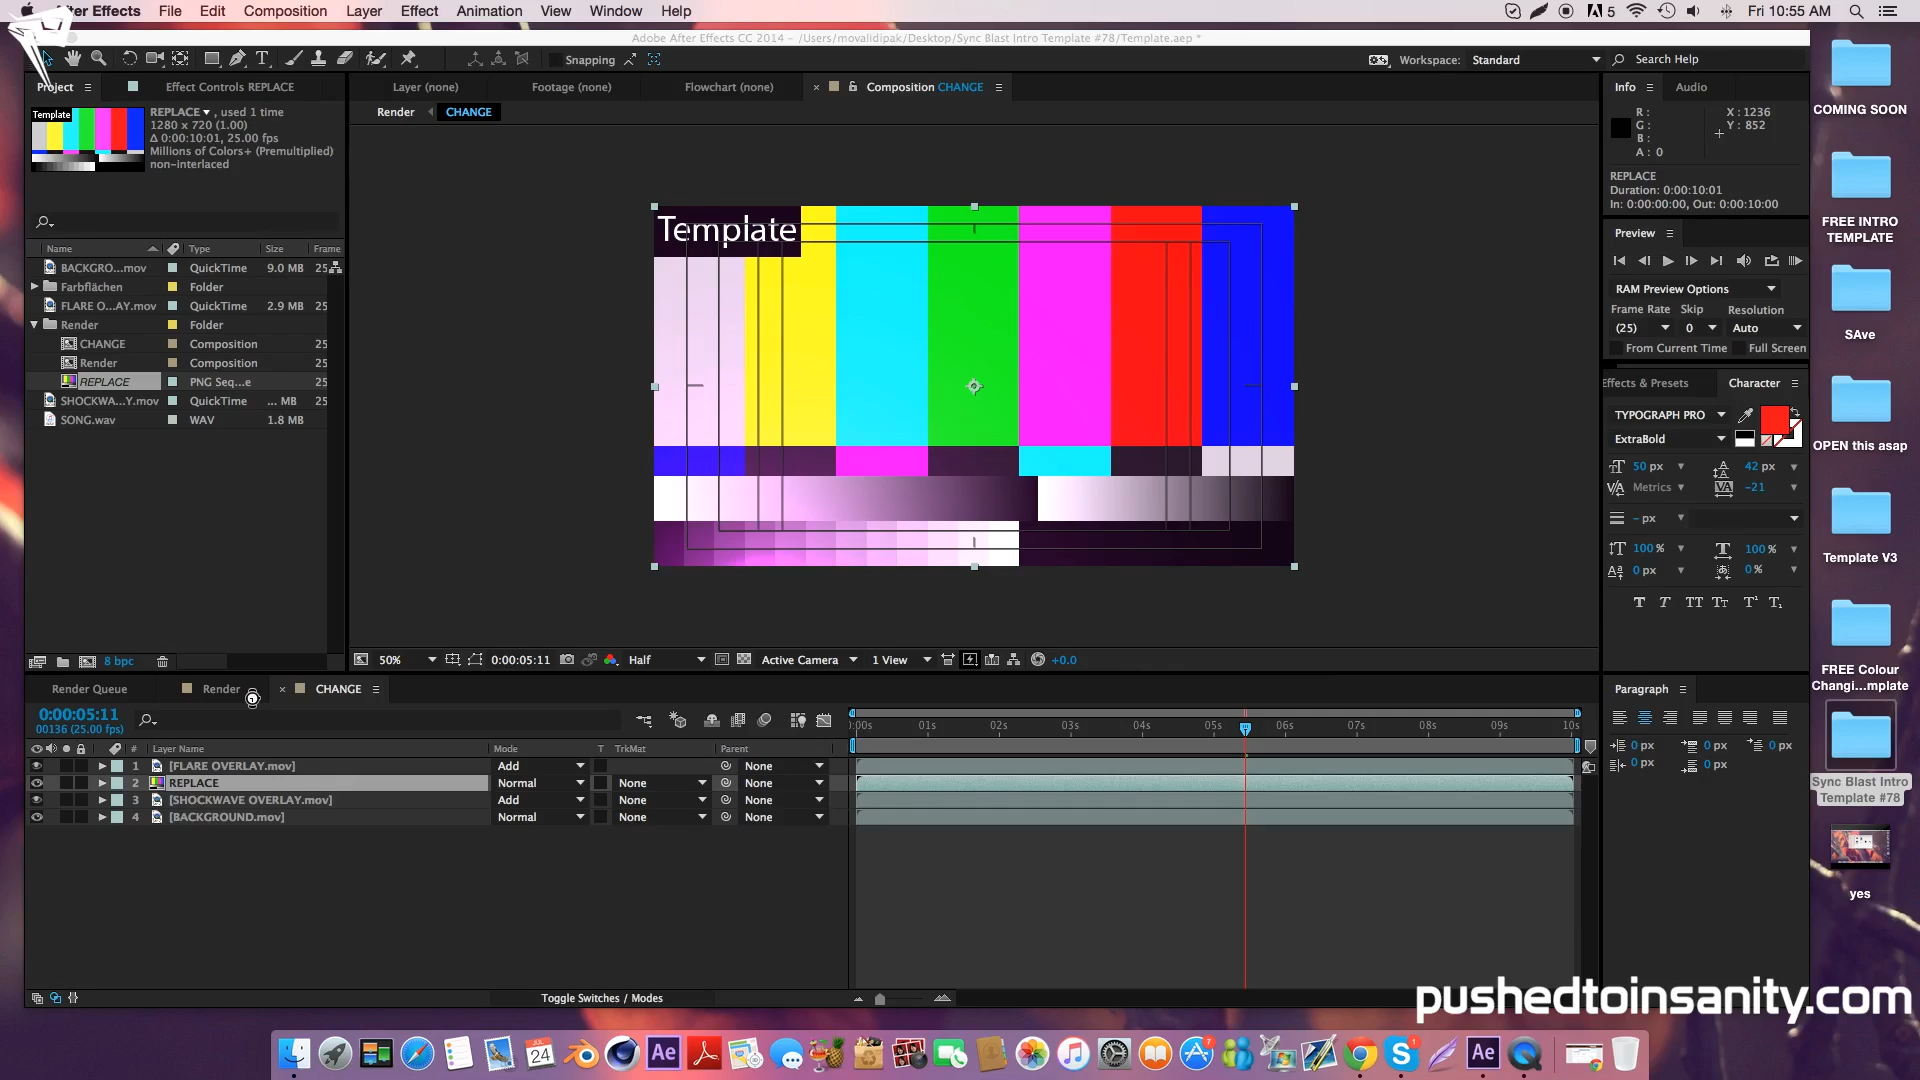 After Effects File Edit Composition Layer Effect Animation View Window Help
5 Fri 10:55 AM
Adobe After Effects CC 2014 – /Users/movalidipak/Desktop/Sync Blast Intro Template #78/Template.aep *
Snapping
Workspace: Standard
Search Help
Project
Effect Controls REPLACE
Layer (none)
Footage (none)
Flowchart (none)
Composition CHANGE
Info
Audio
Render
CHANGE
Template
REPLACE , used 1 time
1280 x 720 (1.00)
Δ 0:00:10:01, 25.00 fps
Millions of Colors+ (Premultiplied)
non-interlaced
R :
G :
B :
A : 0
X : 1236
Y : 852
REPLACE
Duration: 0:00:10:01
In: 0:00:00:00, Out: 0:00:10:00
Name Type Size Frame
BACKGRO...mov QuickTime 9.0 MB 25
Farbflächen Folder
FLARE O...AY.mov QuickTime 2.9 MB 25
Render Folder
CHANGE Composition 25
Render Composition 25
REPLACE PNG Seq...e 25
SHOCKWA...Y.mov QuickTime ... MB 25
SONG.wav WAV 1.8 MB
8 bpc
Template
Preview
RAM Preview Options
Frame Rate Skip Resolution
(25) 0 Auto
From Current Time Full Screen
Effects & Presets
Character
TYPOGRAPH PRO
ExtraBold
50 px
42 px
Metrics
-21
- px
100 %
100 %
0 px
0 %
T T TT Tт T¹ T₁
50%
0:00:05:11
Half
Active Camera
1 View
+0.0
Render Queue
Render
CHANGE
0:00:05:11
00136 (25.00 fps)
:00s 01s 02s 03s 04s 05s 06s 07s 08s 09s 10s
# Layer Name Mode T TrkMat Parent
1 [FLARE OVERLAY.mov] Add None
2 REPLACE Normal None None
3 [SHOCKWAVE OVERLAY.mov] Add None None
4 [BACKGROUND.mov] Normal None None
Toggle Switches / Modes
Paragraph
0 px 0 px 0 px
0 px 0 px
COMING SOON
FREE INTRO
TEMPLATE
SAve
OPEN this asap
Template V3
FREE Colour
Changi...mplate
Sync Blast Intro
Template #78
yes
pushedtoinsanity.com
JUL
24
Ae
7
S
1
Ae